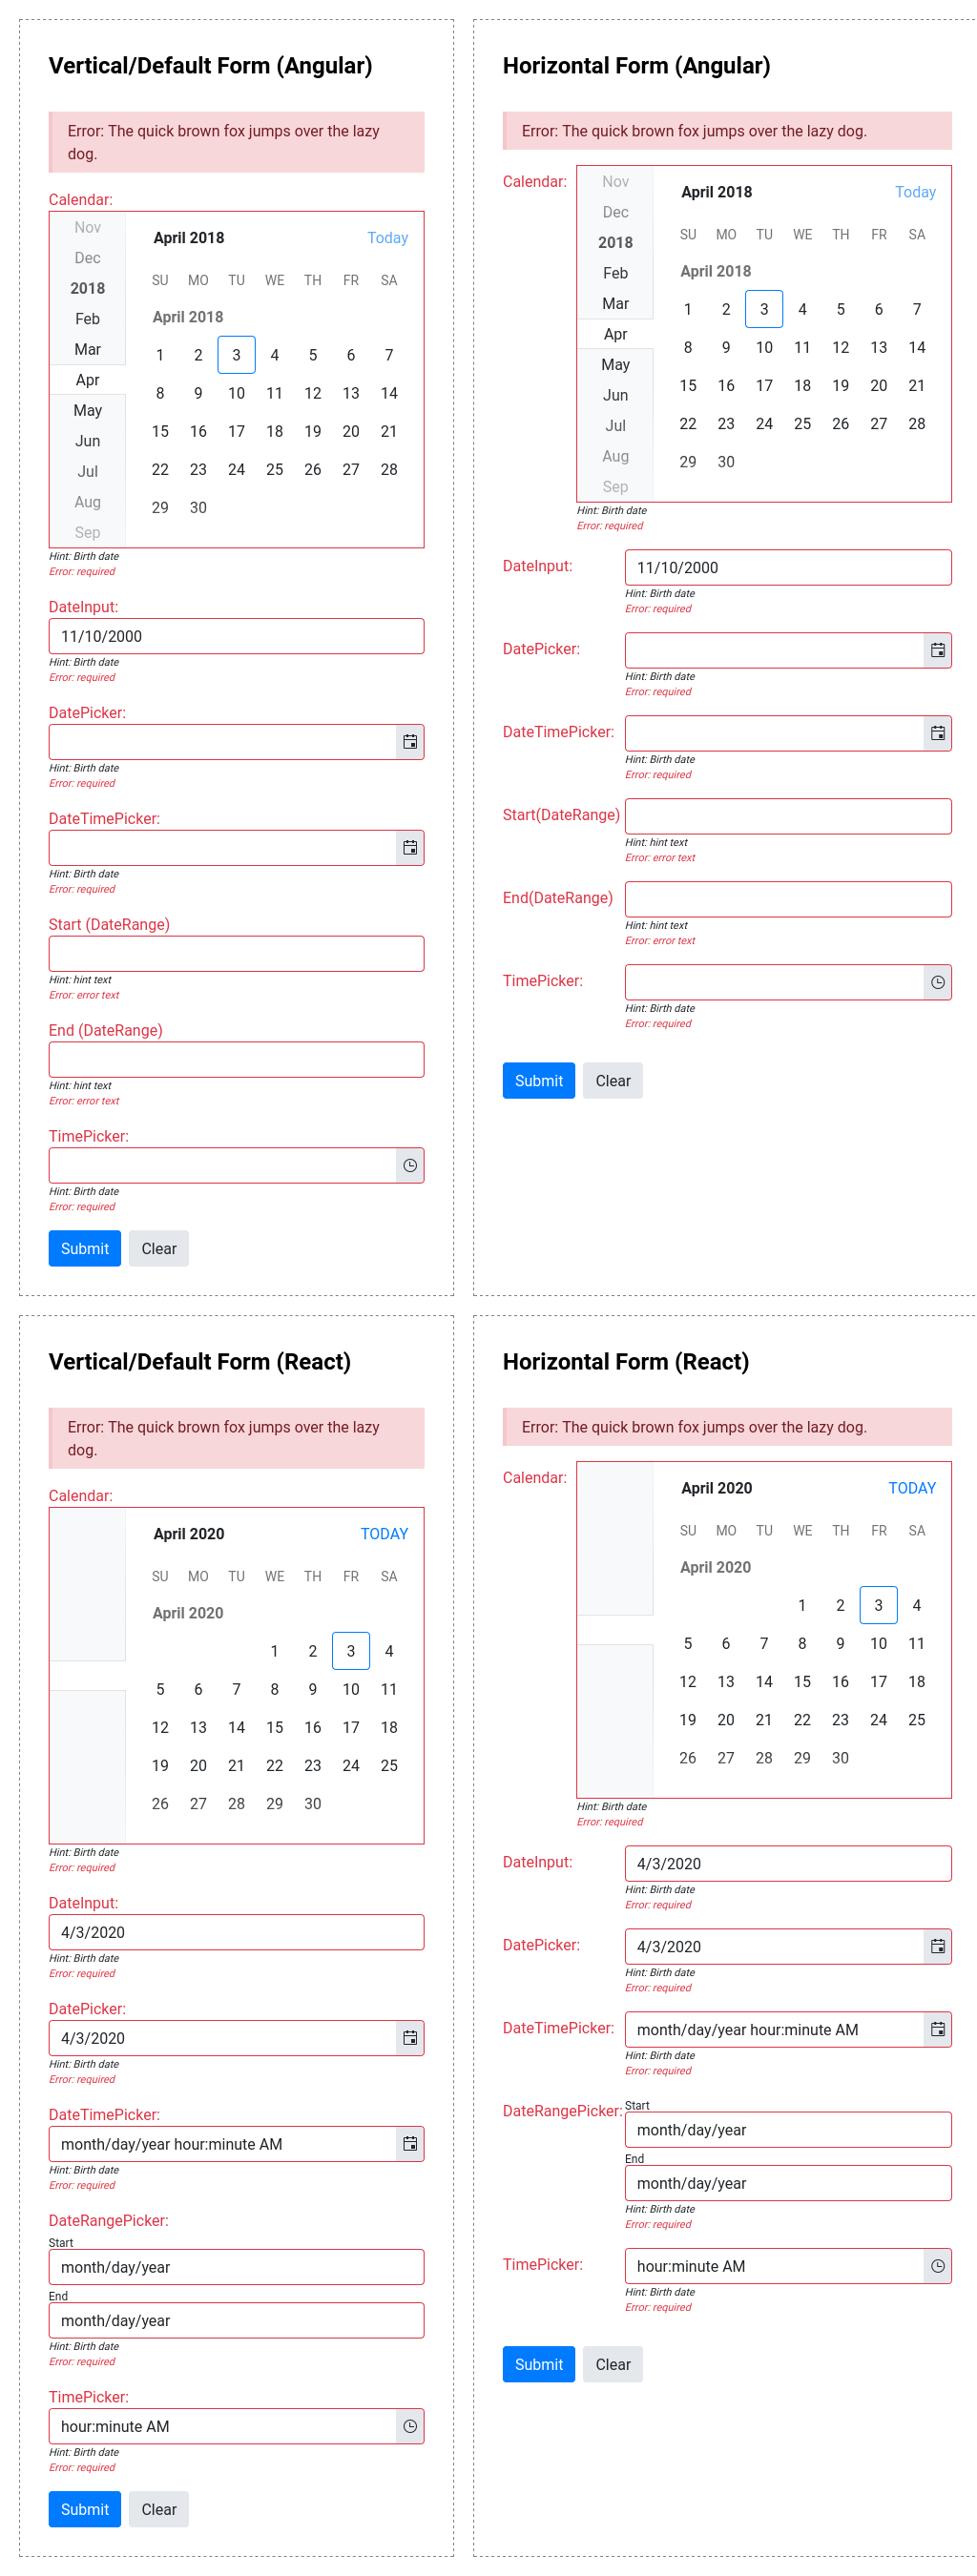 Vertical/Default Form (Angular)
Error: The quick brown fox jumps over the lazy
dog.
Calendar:
Nov
Dec
2018
Feb
Mar
Apr
May
Jun
Jul
Aug
Sep
April 2018 Today
SU MO TU WE TH FR SA
April 2018
1 2 3 4 5 6 7
8 9 10 11 12 13 14
15 16 17 18 19 20 21
22 23 24 25 26 27 28
29 30
Hint: Birth date
Error: required
DateInput:
11/10/2000
Hint: Birth date
Error: required
DatePicker:
Hint: Birth date
Error: required
DateTimePicker:
Hint: Birth date
Error: required
Start (DateRange)
Hint: hint text
Error: error text
End (DateRange)
Hint: hint text
Error: error text
TimePicker:
Hint: Birth date
Error: required
Submit Clear
Horizontal Form (Angular)
Error: The quick brown fox jumps over the lazy dog.
Calendar:
Nov
Dec
2018
Feb
Mar
Apr
May
Jun
Jul
Aug
Sep
April 2018 Today
SU MO TU WE TH FR SA
April 2018
1 2 3 4 5 6 7
8 9 10 11 12 13 14
15 16 17 18 19 20 21
22 23 24 25 26 27 28
29 30
Hint: Birth date
Error: required
DateInput: 11/10/2000
Hint: Birth date
Error: required
DatePicker:
Hint: Birth date
Error: required
DateTimePicker:
Hint: Birth date
Error: required
Start(DateRange)
Hint: hint text
Error: error text
End(DateRange)
Hint: hint text
Error: error text
TimePicker:
Hint: Birth date
Error: required
Submit Clear
Vertical/Default Form (React)
Error: The quick brown fox jumps over the lazy
dog.
Calendar:
April 2020 TODAY
SU MO TU WE TH FR SA
April 2020
1 2 3 4
5 6 7 8 9 10 11
12 13 14 15 16 17 18
19 20 21 22 23 24 25
26 27 28 29 30
Hint: Birth date
Error: required
DateInput:
4/3/2020
Hint: Birth date
Error: required
DatePicker:
4/3/2020
Hint: Birth date
Error: required
DateTimePicker:
month/day/year hour:minute AM
Hint: Birth date
Error: required
DateRangePicker:
Start
month/day/year
End
month/day/year
Hint: Birth date
Error: required
TimePicker:
hour:minute AM
Hint: Birth date
Error: required
Submit Clear
Horizontal Form (React)
Error: The quick brown fox jumps over the lazy dog.
Calendar:
April 2020 TODAY
SU MO TU WE TH FR SA
April 2020
1 2 3 4
5 6 7 8 9 10 11
12 13 14 15 16 17 18
19 20 21 22 23 24 25
26 27 28 29 30
Hint: Birth date
Error: required
DateInput: 4/3/2020
Hint: Birth date
Error: required
DatePicker: 4/3/2020
Hint: Birth date
Error: required
DateTimePicker: month/day/year hour:minute AM
Hint: Birth date
Error: required
DateRangePicker: Start
month/day/year
End
month/day/year
Hint: Birth date
Error: required
TimePicker: hour:minute AM
Hint: Birth date
Error: required
Submit Clear